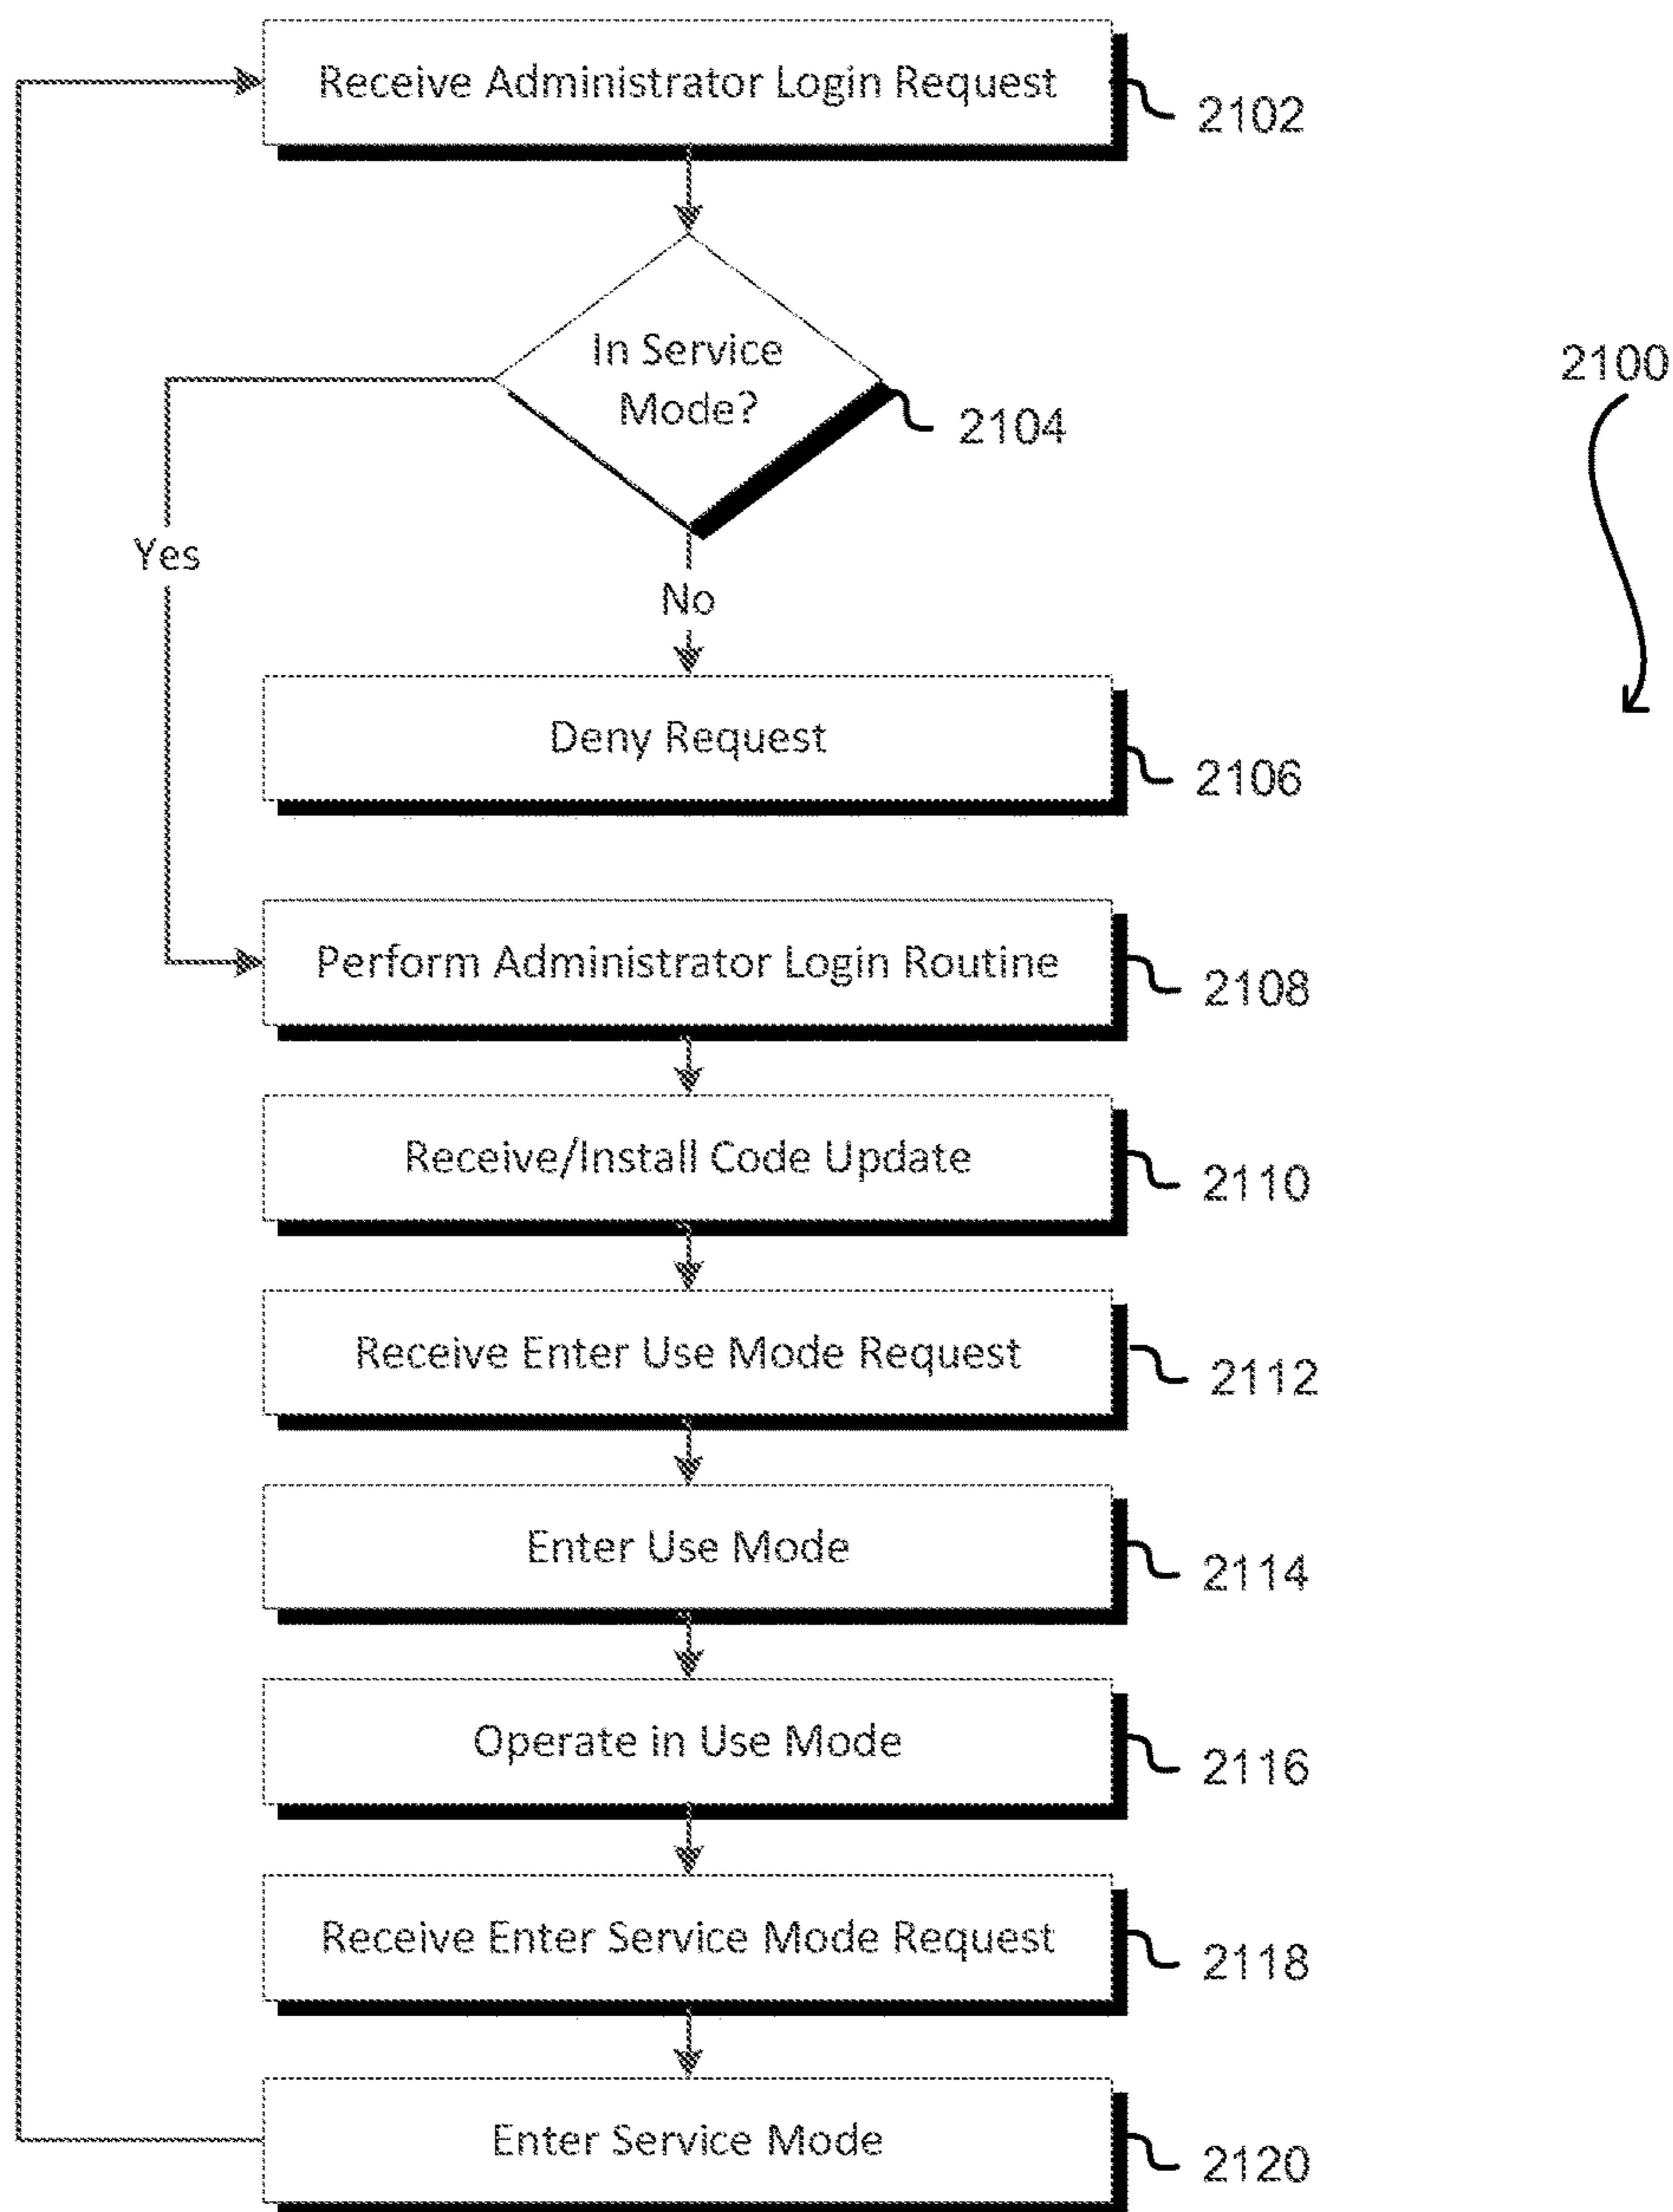 Receive Administrator Login Request
2102
In Service
Mode?
2104
2100
Yes
No
Deny Request
2106
Perform Administrator Login Routine
2108
Receive/Install Code Update
2110
Receive Enter Use Mode Request
2112
Enter Use Mode
2114
Operate in Use Mode
2116
Receive Enter Service Mode Request
2118
Enter Service Mode
2120